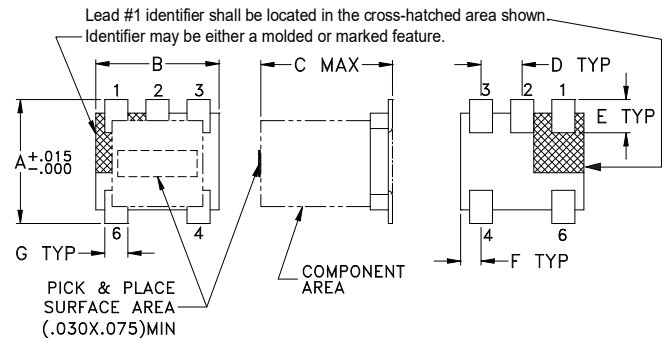 Lead #1 identifier shall be located in the cross-hatched area shown.
Identifier may be either a molded or marked feature.
B
C MAX
D TYP
1 2 3
3 2 1
E TYP
A+.015
-.000
6 4
4 6
G TYP
F TYP
PICK & PLACE
SURFACE AREA
(.030X.075)MIN
COMPONENT
AREA